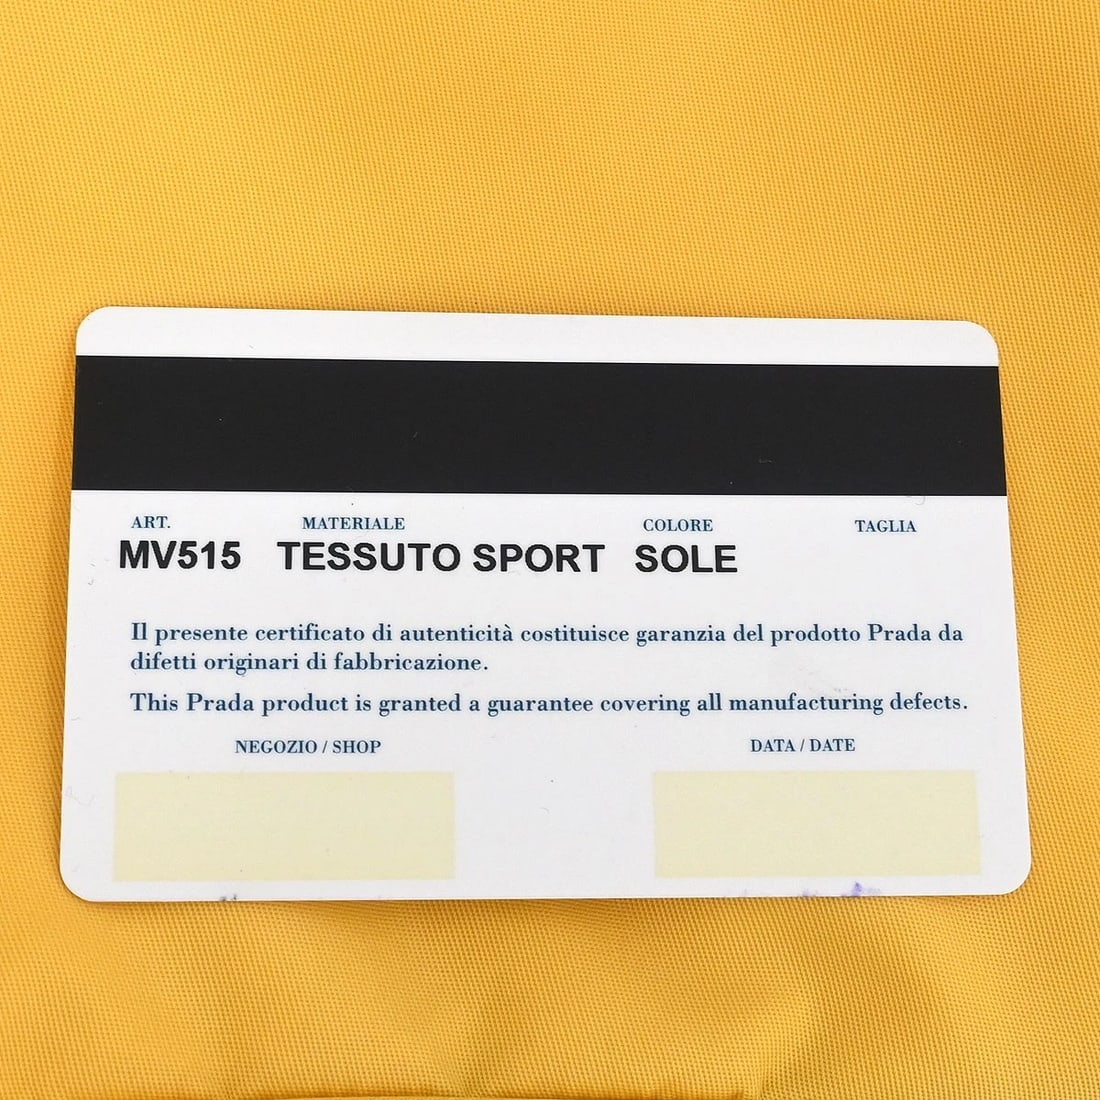 ART. MATERIALE COLORE TAGLIA
MV515 TESSUTO SPORT SOLE
Il presente certificato di autenticità costituisce garanzia del prodotto Prada da
difetti originari di fabbricazione.
This Prada product is granted a guarantee covering all manufacturing defects.
NEGOZIO / SHOP DATA / DATE